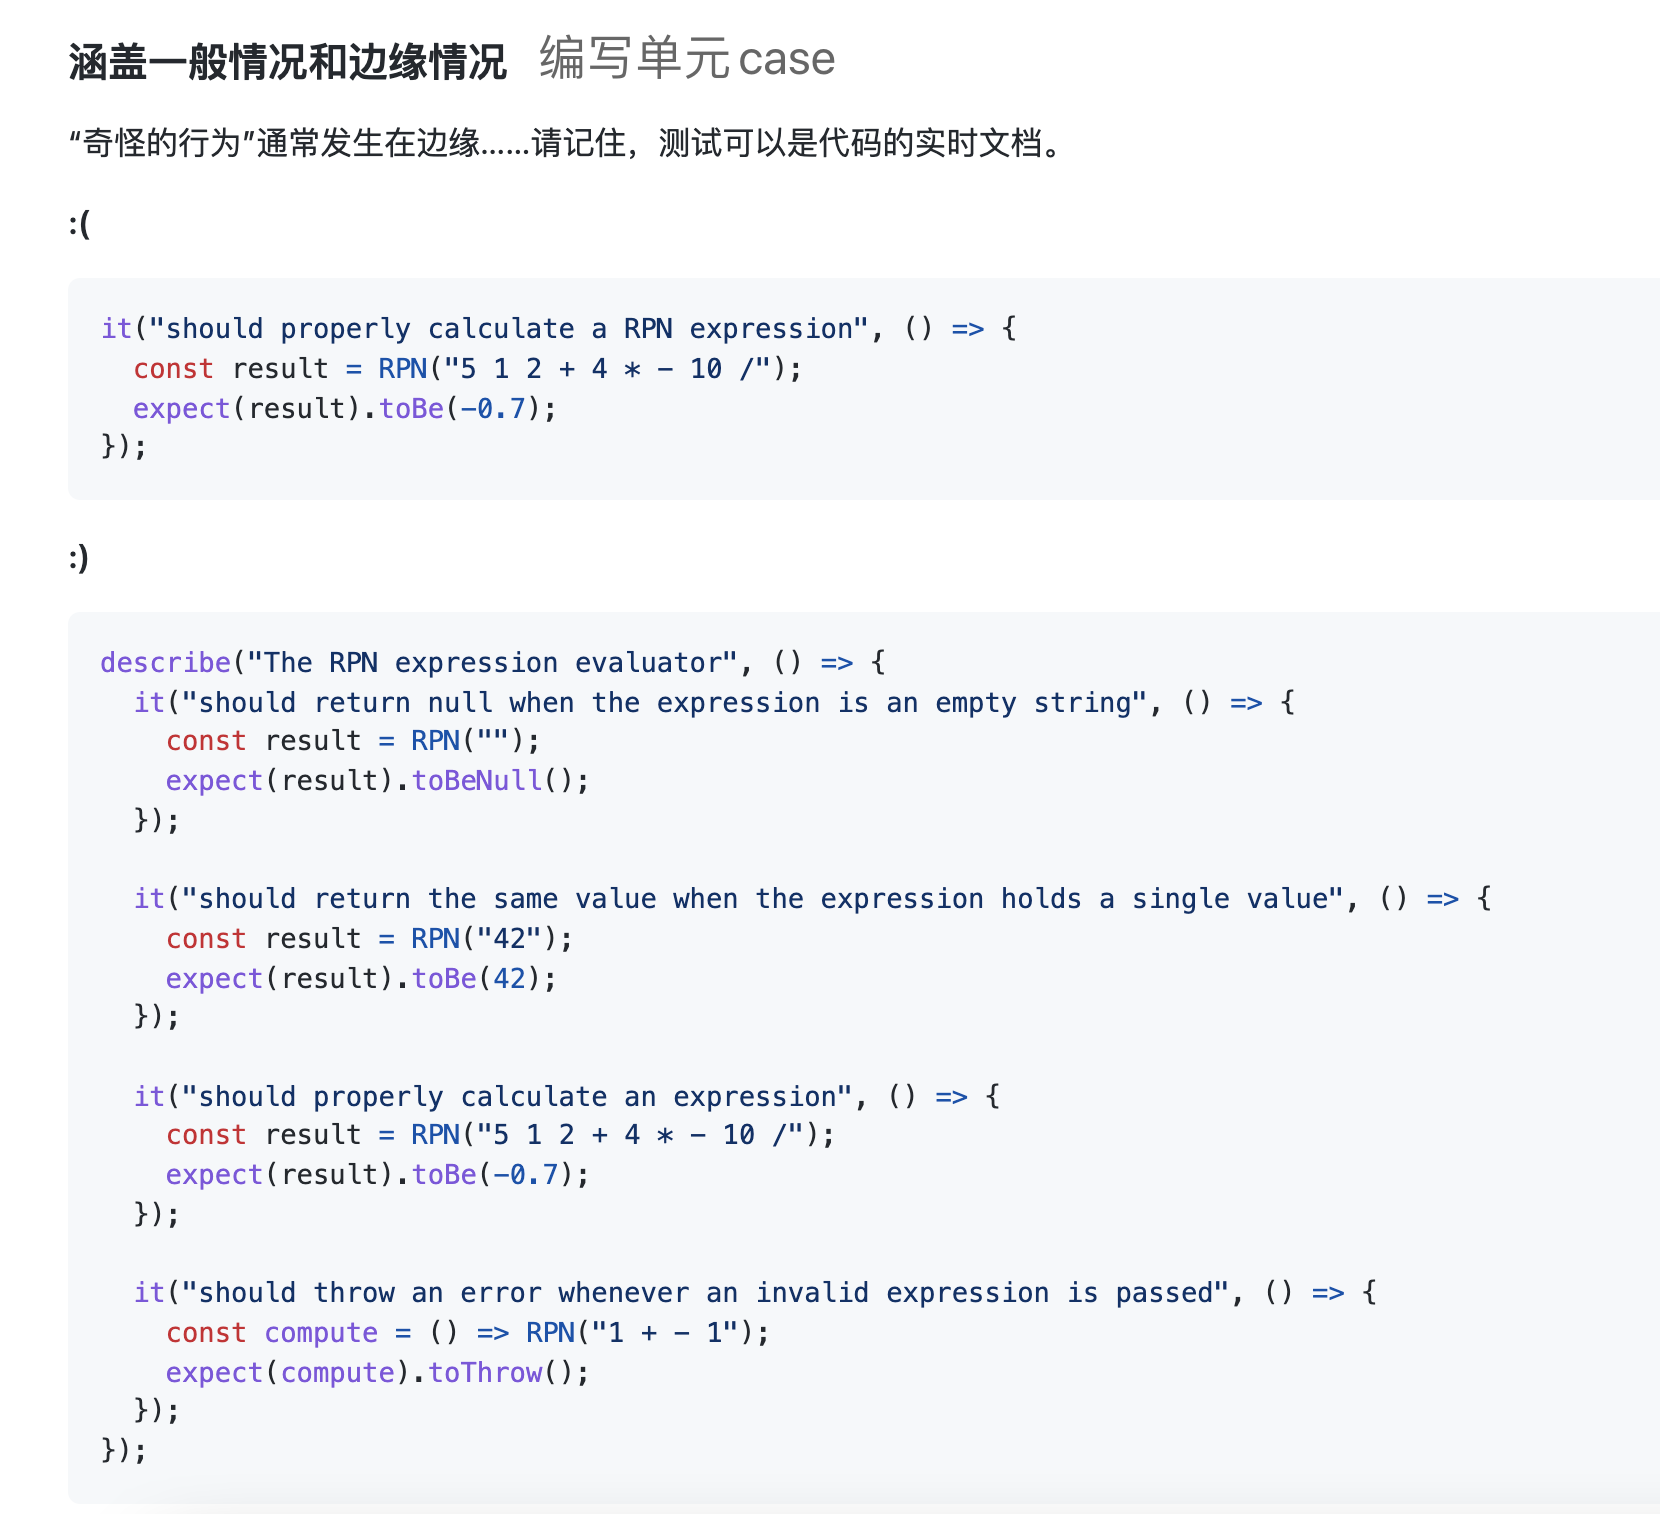 涵盖一般情况和边缘情况 编写单元case
“奇怪的行为”通常发生在边缘......请记住，测试可以是代码的实时文档。
:(
it("should properly calculate a RPN expression", () => {
  const result = RPN("5 1 2 + 4 * - 10 /");
  expect(result).toBe(-0.7);
});
:)
describe("The RPN expression evaluator", () => {
  it("should return null when the expression is an empty string", () => {
    const result = RPN("");
    expect(result).toBeNull();
  });
  it("should return the same value when the expression holds a single value", () => {
    const result = RPN("42");
    expect(result).toBe(42);
  });
  it("should properly calculate an expression", () => {
    const result = RPN("5 1 2 + 4 * - 10 /");
    expect(result).toBe(-0.7);
  });
  it("should throw an error whenever an invalid expression is passed", () => {
    const compute = () => RPN("1 + - 1");
    expect(compute).toThrow();
  });
});